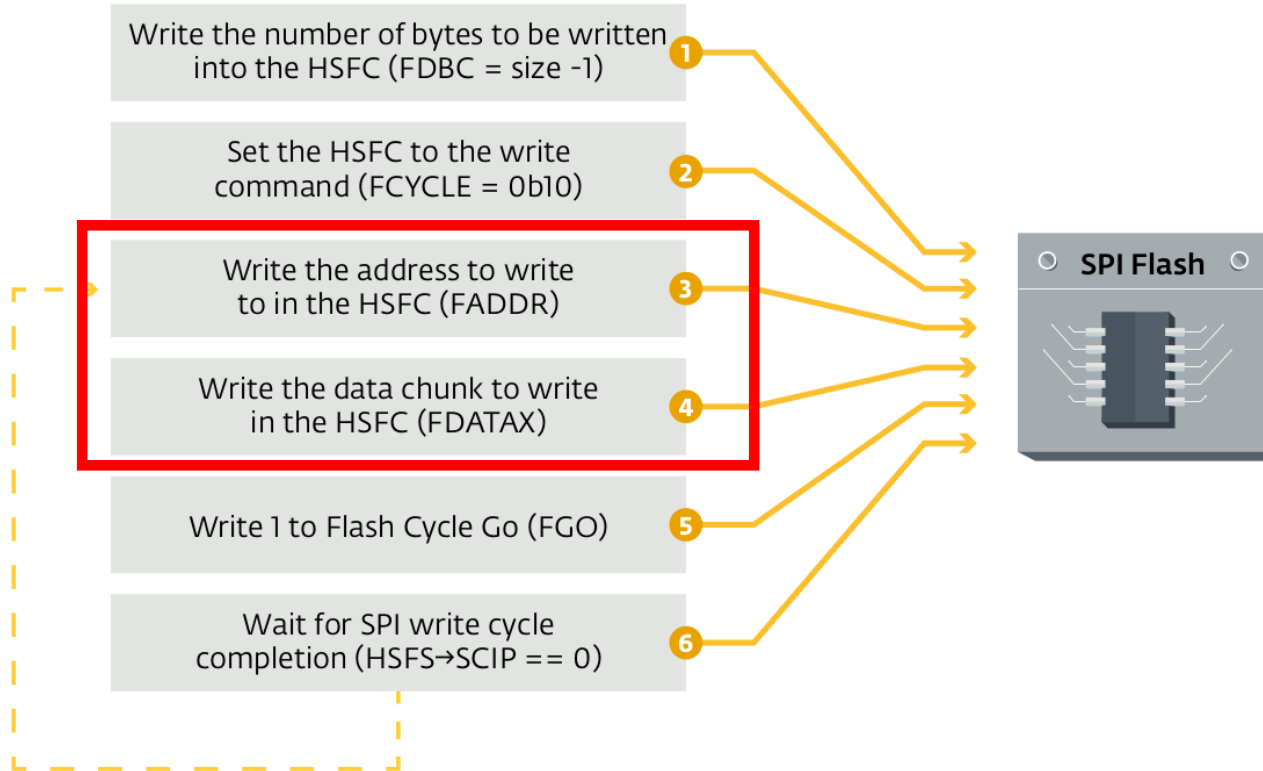 Write the number of bytes to be written
into the HSFC (FDBC = size -1)
1
Set the HSFC to the write
command (FCYCLE = 0b10)
2
Write the address to write
to in the HSFC (FADDR)
3
Write the data chunk to write
in the HSFC (FDATAX)
4
Write 1 to Flash Cycle Go (FGO)
5
Wait for SPI write cycle
completion (HSFS→SCIP == 0)
6
SPI Flash